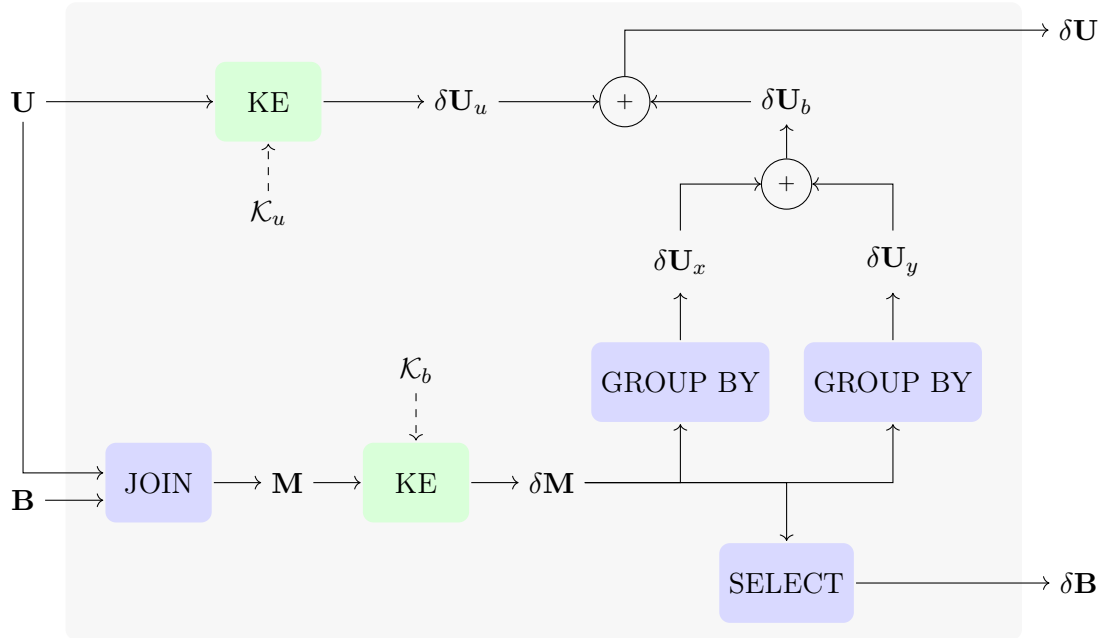 δU
U KE δU_u + δU_b
+
𝒦_u
δU_x δU_y
𝒦_b GROUP BY GROUP BY
JOIN M KE δM
B
SELECT δB